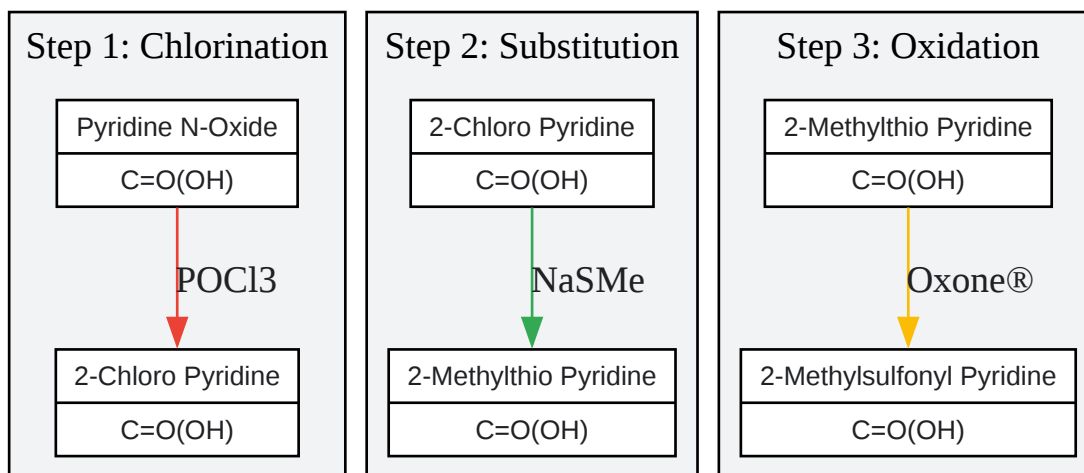 Step 1: Chlorination
Pyridine N-Oxide
C=O(OH)
POCl3
2-Chloro Pyridine
C=O(OH)
Step 2: Substitution
2-Chloro Pyridine
C=O(OH)
NaSMe
2-Methylthio Pyridine
C=O(OH)
Step 3: Oxidation
2-Methylthio Pyridine
C=O(OH)
Oxone®
2-Methylsulfonyl Pyridine
C=O(OH)